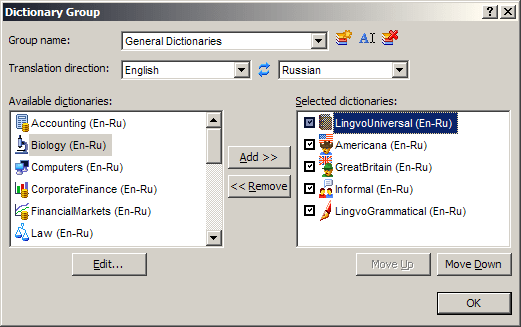 Dictionary Group
Group name: General Dictionaries
Translation direction: English Russian
Available dictionaries:
Accounting (En-Ru)
Biology (En-Ru)
Computers (En-Ru)
CorporateFinance (En-Ru)
FinancialMarkets (En-Ru)
Law (En-Ru)
Edit...
Add >>
<< Remove
Selected dictionaries:
LingvoUniversal (En-Ru)
Americana (En-Ru)
GreatBritain (En-Ru)
Informal (En-Ru)
LingvoGrammatical (En-Ru)
Move Up Move Down
OK